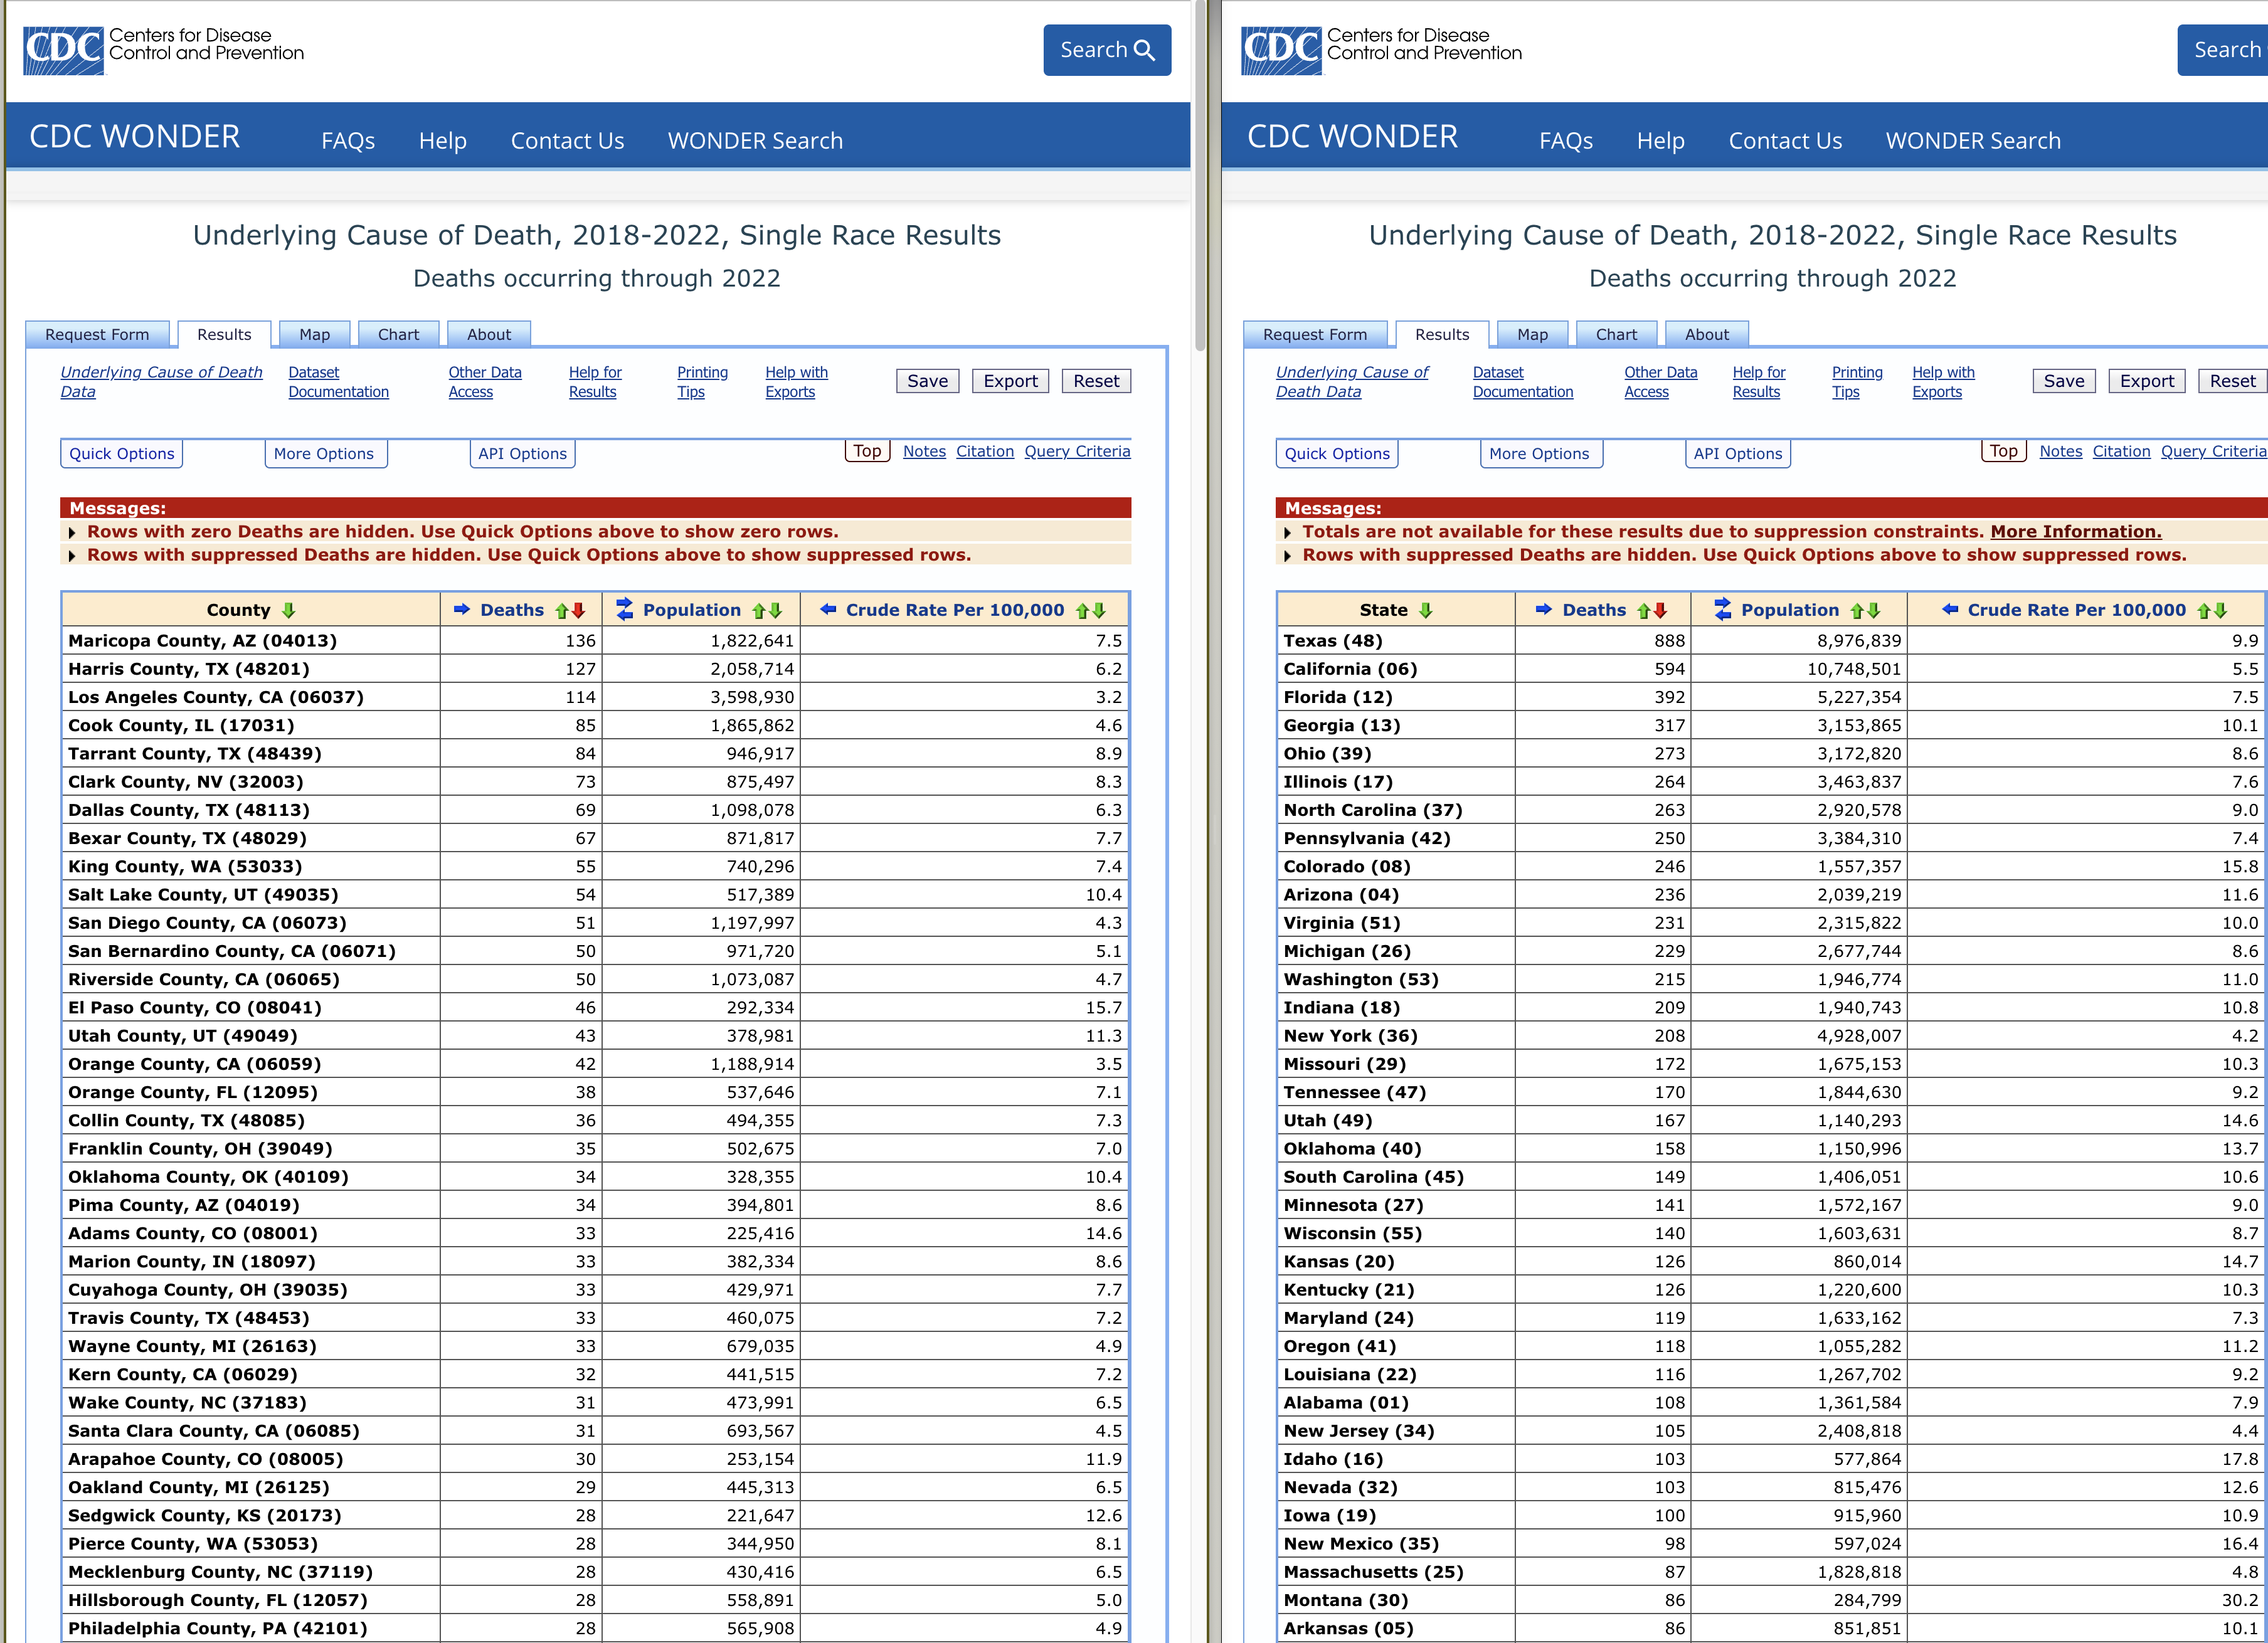 CDC Centers for Disease
Control and Prevention
Search
CDC WONDER FAQs Help Contact Us WONDER Search
Underlying Cause of Death, 2018-2022, Single Race Results
Deaths occurring through 2022
Request Form Results Map Chart About
Underlying Cause of Death Data Dataset Documentation Other Data Access Help for Results Printing Tips Help with Exports Save Export Reset
Quick Options More Options API Options Top Notes Citation Query Criteria
Messages:
Rows with zero Deaths are hidden. Use Quick Options above to show zero rows.
Rows with suppressed Deaths are hidden. Use Quick Options above to show suppressed rows.
County Deaths Population Crude Rate Per 100,000
Maricopa County, AZ (04013) 136 1,822,641 7.5
Harris County, TX (48201) 127 2,058,714 6.2
Los Angeles County, CA (06037) 114 3,598,930 3.2
Cook County, IL (17031) 85 1,865,862 4.6
Tarrant County, TX (48439) 84 946,917 8.9
Clark County, NV (32003) 73 875,497 8.3
Dallas County, TX (48113) 69 1,098,078 6.3
Bexar County, TX (48029) 67 871,817 7.7
King County, WA (53033) 55 740,296 7.4
Salt Lake County, UT (49035) 54 517,389 10.4
San Diego County, CA (06073) 51 1,197,997 4.3
San Bernardino County, CA (06071) 50 971,720 5.1
Riverside County, CA (06065) 50 1,073,087 4.7
El Paso County, CO (08041) 46 292,334 15.7
Utah County, UT (49049) 43 378,981 11.3
Orange County, CA (06059) 42 1,188,914 3.5
Orange County, FL (12095) 38 537,646 7.1
Collin County, TX (48085) 36 494,355 7.3
Franklin County, OH (39049) 35 502,675 7.0
Oklahoma County, OK (40109) 34 328,355 10.4
Pima County, AZ (04019) 34 394,801 8.6
Adams County, CO (08001) 33 225,416 14.6
Marion County, IN (18097) 33 382,334 8.6
Cuyahoga County, OH (39035) 33 429,971 7.7
Travis County, TX (48453) 33 460,075 7.2
Wayne County, MI (26163) 33 679,035 4.9
Kern County, CA (06029) 32 441,515 7.2
Wake County, NC (37183) 31 473,991 6.5
Santa Clara County, CA (06085) 31 693,567 4.5
Arapahoe County, CO (08005) 30 253,154 11.9
Oakland County, MI (26125) 29 445,313 6.5
Sedgwick County, KS (20173) 28 221,647 12.6
Pierce County, WA (53053) 28 344,950 8.1
Mecklenburg County, NC (37119) 28 430,416 6.5
Hillsborough County, FL (12057) 28 558,891 5.0
Philadelphia County, PA (42101) 28 565,908 4.9
CDC Centers for Disease
Control and Prevention
Search
CDC WONDER FAQs Help Contact Us WONDER Search
Underlying Cause of Death, 2018-2022, Single Race Results
Deaths occurring through 2022
Request Form Results Map Chart About
Underlying Cause of Death Data Dataset Documentation Other Data Access Help for Results Printing Tips Help with Exports Save Export Reset
Quick Options More Options API Options Top Notes Citation Query Criteria
Messages:
Totals are not available for these results due to suppression constraints. More Information.
Rows with suppressed Deaths are hidden. Use Quick Options above to show suppressed rows.
State Deaths Population Crude Rate Per 100,000
Texas (48) 888 8,976,839 9.9
California (06) 594 10,748,501 5.5
Florida (12) 392 5,227,354 7.5
Georgia (13) 317 3,153,865 10.1
Ohio (39) 273 3,172,820 8.6
Illinois (17) 264 3,463,837 7.6
North Carolina (37) 263 2,920,578 9.0
Pennsylvania (42) 250 3,384,310 7.4
Colorado (08) 246 1,557,357 15.8
Arizona (04) 236 2,039,219 11.6
Virginia (51) 231 2,315,822 10.0
Michigan (26) 229 2,677,744 8.6
Washington (53) 215 1,946,774 11.0
Indiana (18) 209 1,940,743 10.8
New York (36) 208 4,928,007 4.2
Missouri (29) 172 1,675,153 10.3
Tennessee (47) 170 1,844,630 9.2
Utah (49) 167 1,140,293 14.6
Oklahoma (40) 158 1,150,996 13.7
South Carolina (45) 149 1,406,051 10.6
Minnesota (27) 141 1,572,167 9.0
Wisconsin (55) 140 1,603,631 8.7
Kansas (20) 126 860,014 14.7
Kentucky (21) 126 1,220,600 10.3
Maryland (24) 119 1,633,162 7.3
Oregon (41) 118 1,055,282 11.2
Louisiana (22) 116 1,267,702 9.2
Alabama (01) 108 1,361,584 7.9
New Jersey (34) 105 2,408,818 4.4
Idaho (16) 103 577,864 17.8
Nevada (32) 103 815,476 12.6
Iowa (19) 100 915,960 10.9
New Mexico (35) 98 597,024 16.4
Massachusetts (25) 87 1,828,818 4.8
Montana (30) 86 284,799 30.2
Arkansas (05) 86 851,851 10.1